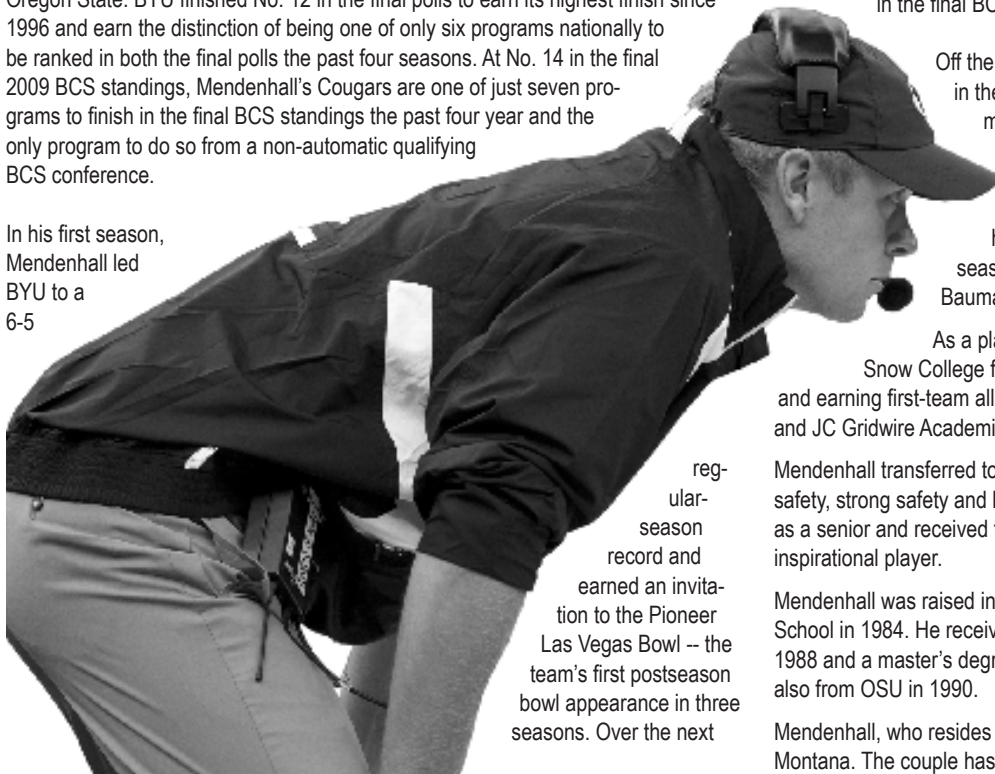 Oregon State. BYU finished No. 12 in the final polls to earn its highest finish since
1996 and earn the distinction of being one of only six programs nationally to
be ranked in both the final polls the past four seasons. At No. 14 in the final
2009 BCS standings, Mendenhall’s Cougars are one of just seven pro-
grams to finish in the final BCS standings the past four year and the
only program to do so from a non-automatic qualifying
BCS conference.
In his first season,
Mendenhall led
BYU to a
6-5
reg-
ular-
season
record and
earned an invita-
tion to the Pioneer
Las Vegas Bowl -- the
team’s first postseason
bowl appearance in three
seasons. Over the next
in the final BC
Off the
in the
m
h
seas
Bauma
As a pla
Snow College f
and earning first-team all
and JC Gridwire Academi
Mendenhall transferred to
safety, strong safety and l
as a senior and received
inspirational player.
Mendenhall was raised in
School in 1984. He receiv
1988 and a master’s degr
also from OSU in 1990.
Mendenhall, who resides
Montana. The couple has